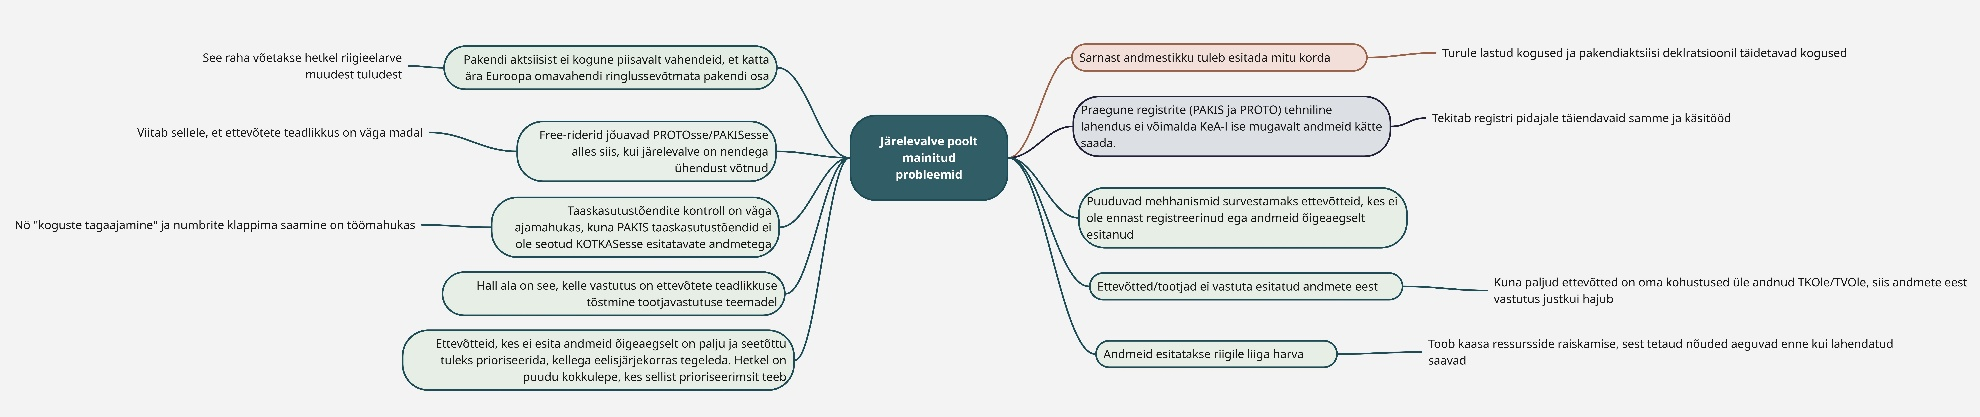 Järelevalve poolt
mainitud
probleemid
See raha võetakse hetkel riigieelarve
muudest tuludest
Pakendi aktsiisist ei kogune piisavalt vahendeid, et katta
ära Euroopa omavahendi ringlussevõtmata pakendi osa
Viitab sellele, et ettevõtete teadlikkus on väga madal
Free-riderid jõuavad PROTOsse/PAKISesse
alles siis, kui järelevalve on nendega
ühendust võtnud
Nö "koguste tagaajamine" ja numbrite klappima saamine on töömahukas
Taaskasutustõendite kontroll on väga
ajamahukas, kuna PAKIS taaskasutustõendid ei
ole seotud KOTKASesse esitatavate andmetega
Hall ala on see, kelle vastutus on ettevõtete teadlikkuse
tõstmine tootjavastutuse teemadel
Ettevõtteid, kes ei esita andmeid õigeaegselt on palju ja seetõttu
tuleks prioriseerida, kellega eelisjärjekorras tegeleda. Hetkel on
puudu kokkulepe, kes sellist prioriseerimsit teeb
Sarnast andmestikku tuleb esitada mitu korda
Turule lastud kogused ja pakendiaktsiisi deklratsioonil täidetavad kogused
Praegune registrite (PAKIS ja PROTO) tehniline
lahendus ei võimalda KeA-l ise mugavalt andmeid kätte
saada.
Tekitab registri pidajale täiendavaid samme ja käsitööd
Puuduvad mehhanismid survestamaks ettevõtteid, kes ei
ole ennast registreerinud ega andmeid õigeaegselt
esitanud
Ettevõtted/tootjad ei vastuta esitatud andmete eest
Kuna paljud ettevõtted on oma kohustused üle andnud TKOle/TVOle, siis andmete eest
vastutus justkui hajub
Andmeid esitatakse riigile liiga harva
Toob kaasa ressursside raiskamise, sest tetaud nõuded aeguvad enne kui lahendatud
saavad